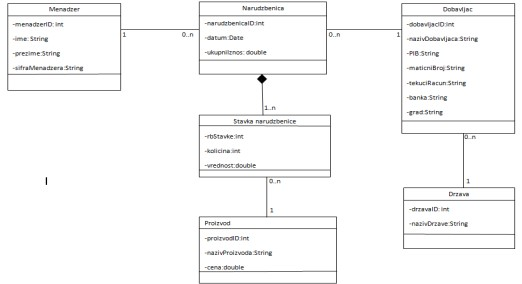 Menadzer
-menadzerID:int
-ime:String
-prezime:String
-sifraMenadzera:String
1
0..n
Narudzbenica
-narudzbenicaID:int
-datum:Date
-ukupniIznos: double
0..n
1
Dobavljac
-dobavljacID:int
-nazivDobavljaca:String
-PIB:String
-maticniBroj:String
-tekuciRacun:String
-banka:String
-grad:String
1..n
Stavka narudzbenice
-rbStavke:int
-kolicina:int
-vrednost:double
0..n
1
0..n
1
Drzava
-drzavaID:int
-nazivDrzave:String
Proizvod
-proizvodID:int
-nazivProizvoda:String
-cena:double